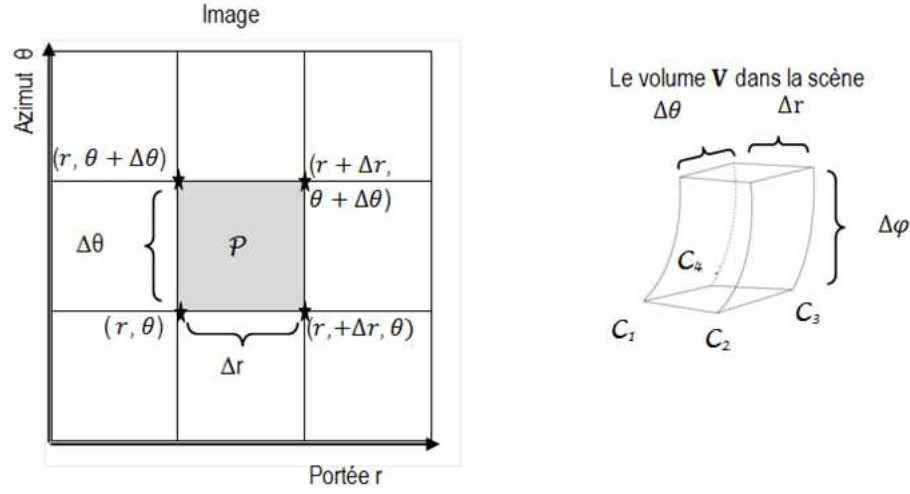 Image
Azimut θ
(r, θ + Δθ)
(r + Δr,
θ + Δθ)
Δθ
𝒫
(r, θ)
(r,+Δr, θ)
Δr
Portée r
Le volume V dans la scène
Δθ
Δr
Δφ
C₄
C₃
C₁
C₂